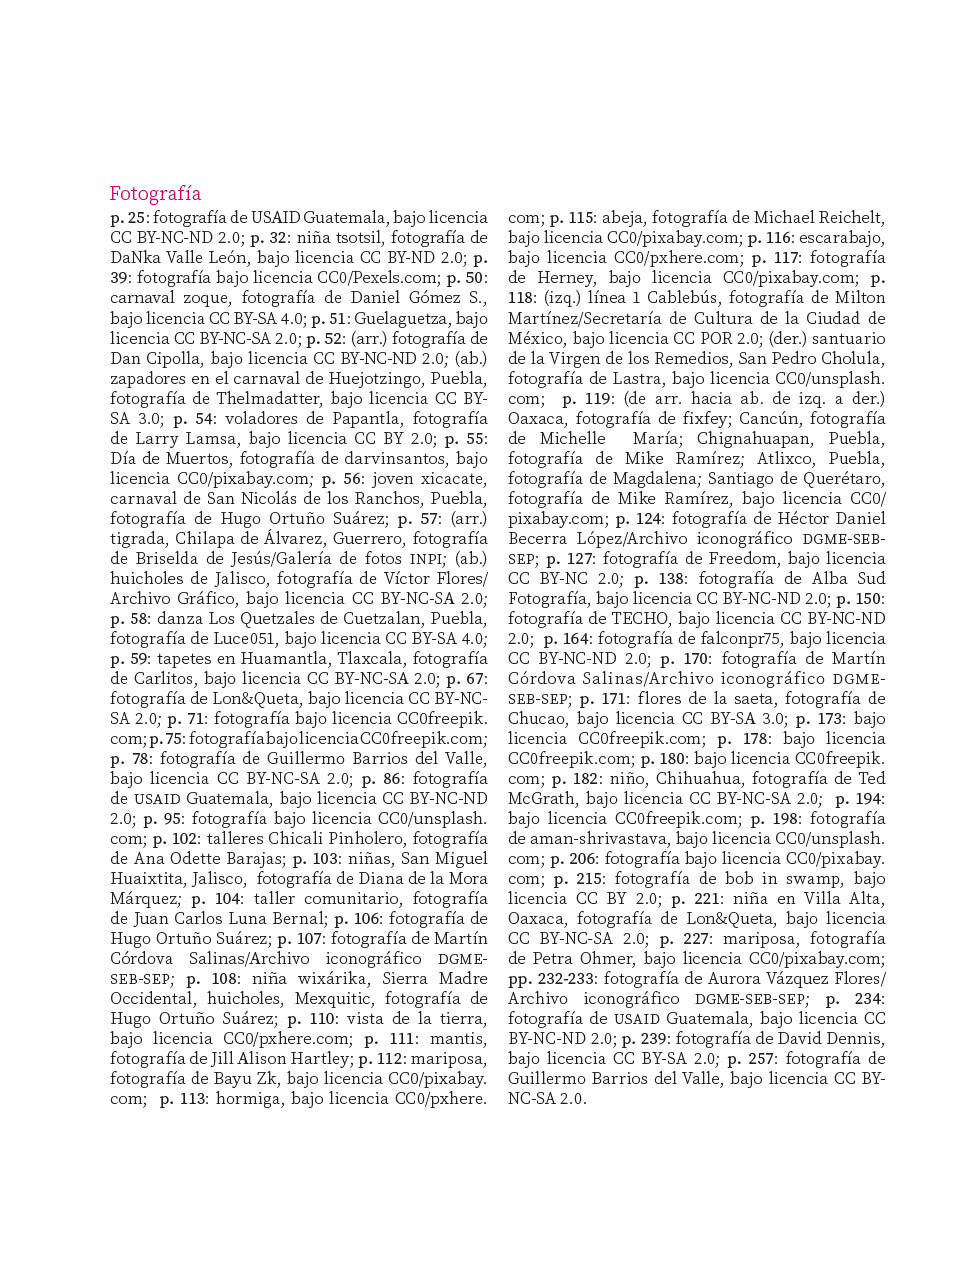 Fotografía
p. 25: fotografía de USAID Guatemala, bajo licencia
CC BY-NC-ND 2.0; p. 32: niña tsotsil, fotografía de
DaNka Valle León, bajo licencia CC BY-ND 2.0; p.
39: fotografía bajo licencia CC0/Pexels.com; p. 50:
carnaval zoque, fotografía de Daniel Gómez S.,
bajo licencia CC BY-SA 4.0; p. 51: Guelaguetza, bajo
licencia CC BY-NC-SA 2.0; p. 52: (arr.) fotografía de
Dan Cipolla, bajo licencia CC BY-NC-ND 2.0; (ab.)
zapadores en el carnaval de Huejotzingo, Puebla,
fotografía de Thelmadatter, bajo licencia CC BY-
SA 3.0; p. 54: voladores de Papantla, fotografía
de Larry Lamsa, bajo licencia CC BY 2.0; p. 55:
Día de Muertos, fotografía de darvinsantos, bajo
licencia CC0/pixabay.com; p. 56: joven xicacate,
carnaval de San Nicolás de los Ranchos, Puebla,
fotografía de Hugo Ortuño Suárez; p. 57: (arr.)
tigrada, Chilapa de Álvarez, Guerrero, fotografía
de Briselda de Jesús/Galería de fotos INPI; (ab.)
huicholes de Jalisco, fotografía de Víctor Flores/
Archivo Gráfico, bajo licencia CC BY-NC-SA 2.0;
p. 58: danza Los Quetzales de Cuetzalan, Puebla,
fotografía de Luce051, bajo licencia CC BY-SA 4.0;
p. 59: tapetes en Huamantla, Tlaxcala, fotografía
de Carlitos, bajo licencia CC BY-NC-SA 2.0; p. 67:
fotografía de Lon&Queta, bajo licencia CC BY-NC-
SA 2.0; p. 71: fotografía bajo licencia CC0freepik.
com; p. 75: fotografía bajo licencia CC0freepik.com;
p. 78: fotografía de Guillermo Barrios del Valle,
bajo licencia CC BY-NC-SA 2.0; p. 86: fotografía
de USAID Guatemala, bajo licencia CC BY-NC-ND
2.0; p. 95: fotografía bajo licencia CC0/unsplash.
com; p. 102: talleres Chicali Pinholero, fotografía
de Ana Odette Barajas; p. 103: niñas, San Miguel
Huaixtita, Jalisco, fotografía de Diana de la Mora
Márquez; p. 104: taller comunitario, fotografía
de Juan Carlos Luna Bernal; p. 106: fotografía de
Hugo Ortuño Suárez; p. 107: fotografía de Martín
Córdova Salinas/Archivo iconográfico DGME-
SEB-SEP; p. 108: niña wixárika, Sierra Madre
Occidental, huicholes, Mexquitic, fotografía de
Hugo Ortuño Suárez; p. 110: vista de la tierra,
bajo licencia CC0/pxhere.com; p. 111: mantis,
fotografía de Jill Alison Hartley; p. 112: mariposa,
fotografía de Bayu Zk, bajo licencia CC0/pixabay.
com; p. 113: hormiga, bajo licencia CC0/pxhere.
com; p. 115: abeja, fotografía de Michael Reichelt,
bajo licencia CC0/pixabay.com; p. 116: escarabajo,
bajo licencia CC0/pxhere.com; p. 117: fotografía
de Herney, bajo licencia CC0/pixabay.com; p.
118: (izq.) línea 1 Cablebús, fotografía de Milton
Martínez/Secretaría de Cultura de la Ciudad de
México, bajo licencia CC POR 2.0; (der.) santuario
de la Virgen de los Remedios, San Pedro Cholula,
fotografía de Lastra, bajo licencia CC0/unsplash.
com; p. 119: (de arr. hacia ab. de izq. a der.)
Oaxaca, fotografía de fixfey; Cancún, fotografía
de Michelle María; Chignahuapan, Puebla,
fotografía de Mike Ramírez; Atlixco, Puebla,
fotografía de Magdalena; Santiago de Querétaro,
fotografía de Mike Ramírez, bajo licencia CC0/
pixabay.com; p. 124: fotografía de Héctor Daniel
Becerra López/Archivo iconográfico DGME-SEB-
SEP; p. 127: fotografía de Freedom, bajo licencia
CC BY-NC 2.0; p. 138: fotografía de Alba Sud
Fotografía, bajo licencia CC BY-NC-ND 2.0; p. 150:
fotografía de TECHO, bajo licencia CC BY-NC-ND
2.0; p. 164: fotografía de falconpr75, bajo licencia
CC BY-NC-ND 2.0; p. 170: fotografía de Martín
Córdova Salinas/Archivo iconográfico DGME-
SEB-SEP; p. 171: flores de la saeta, fotografía de
Chucao, bajo licencia CC BY-SA 3.0; p. 173: bajo
licencia CC0freepik.com; p. 178: bajo licencia
CC0freepik.com; p. 180: bajo licencia CC0freepik.
com; p. 182: niño, Chihuahua, fotografía de Ted
McGrath, bajo licencia CC BY-NC-SA 2.0; p. 194:
bajo licencia CC0freepik.com; p. 198: fotografía
de aman-shrivastava, bajo licencia CC0/unsplash.
com; p. 206: fotografía bajo licencia CC0/pixabay.
com; p. 215: fotografía de bob in swamp, bajo
licencia CC BY 2.0; p. 221: niña en Villa Alta,
Oaxaca, fotografía de Lon&Queta, bajo licencia
CC BY-NC-SA 2.0; p. 227: mariposa, fotografía
de Petra Ohmer, bajo licencia CC0/pixabay.com;
pp. 232-233: fotografía de Aurora Vázquez Flores/
Archivo iconográfico DGME-SEB-SEP; p. 234:
fotografía de USAID Guatemala, bajo licencia CC
BY-NC-ND 2.0; p. 239: fotografía de David Dennis,
bajo licencia CC BY-SA 2.0; p. 257: fotografía de
Guillermo Barrios del Valle, bajo licencia CC BY-
NC-SA 2.0.